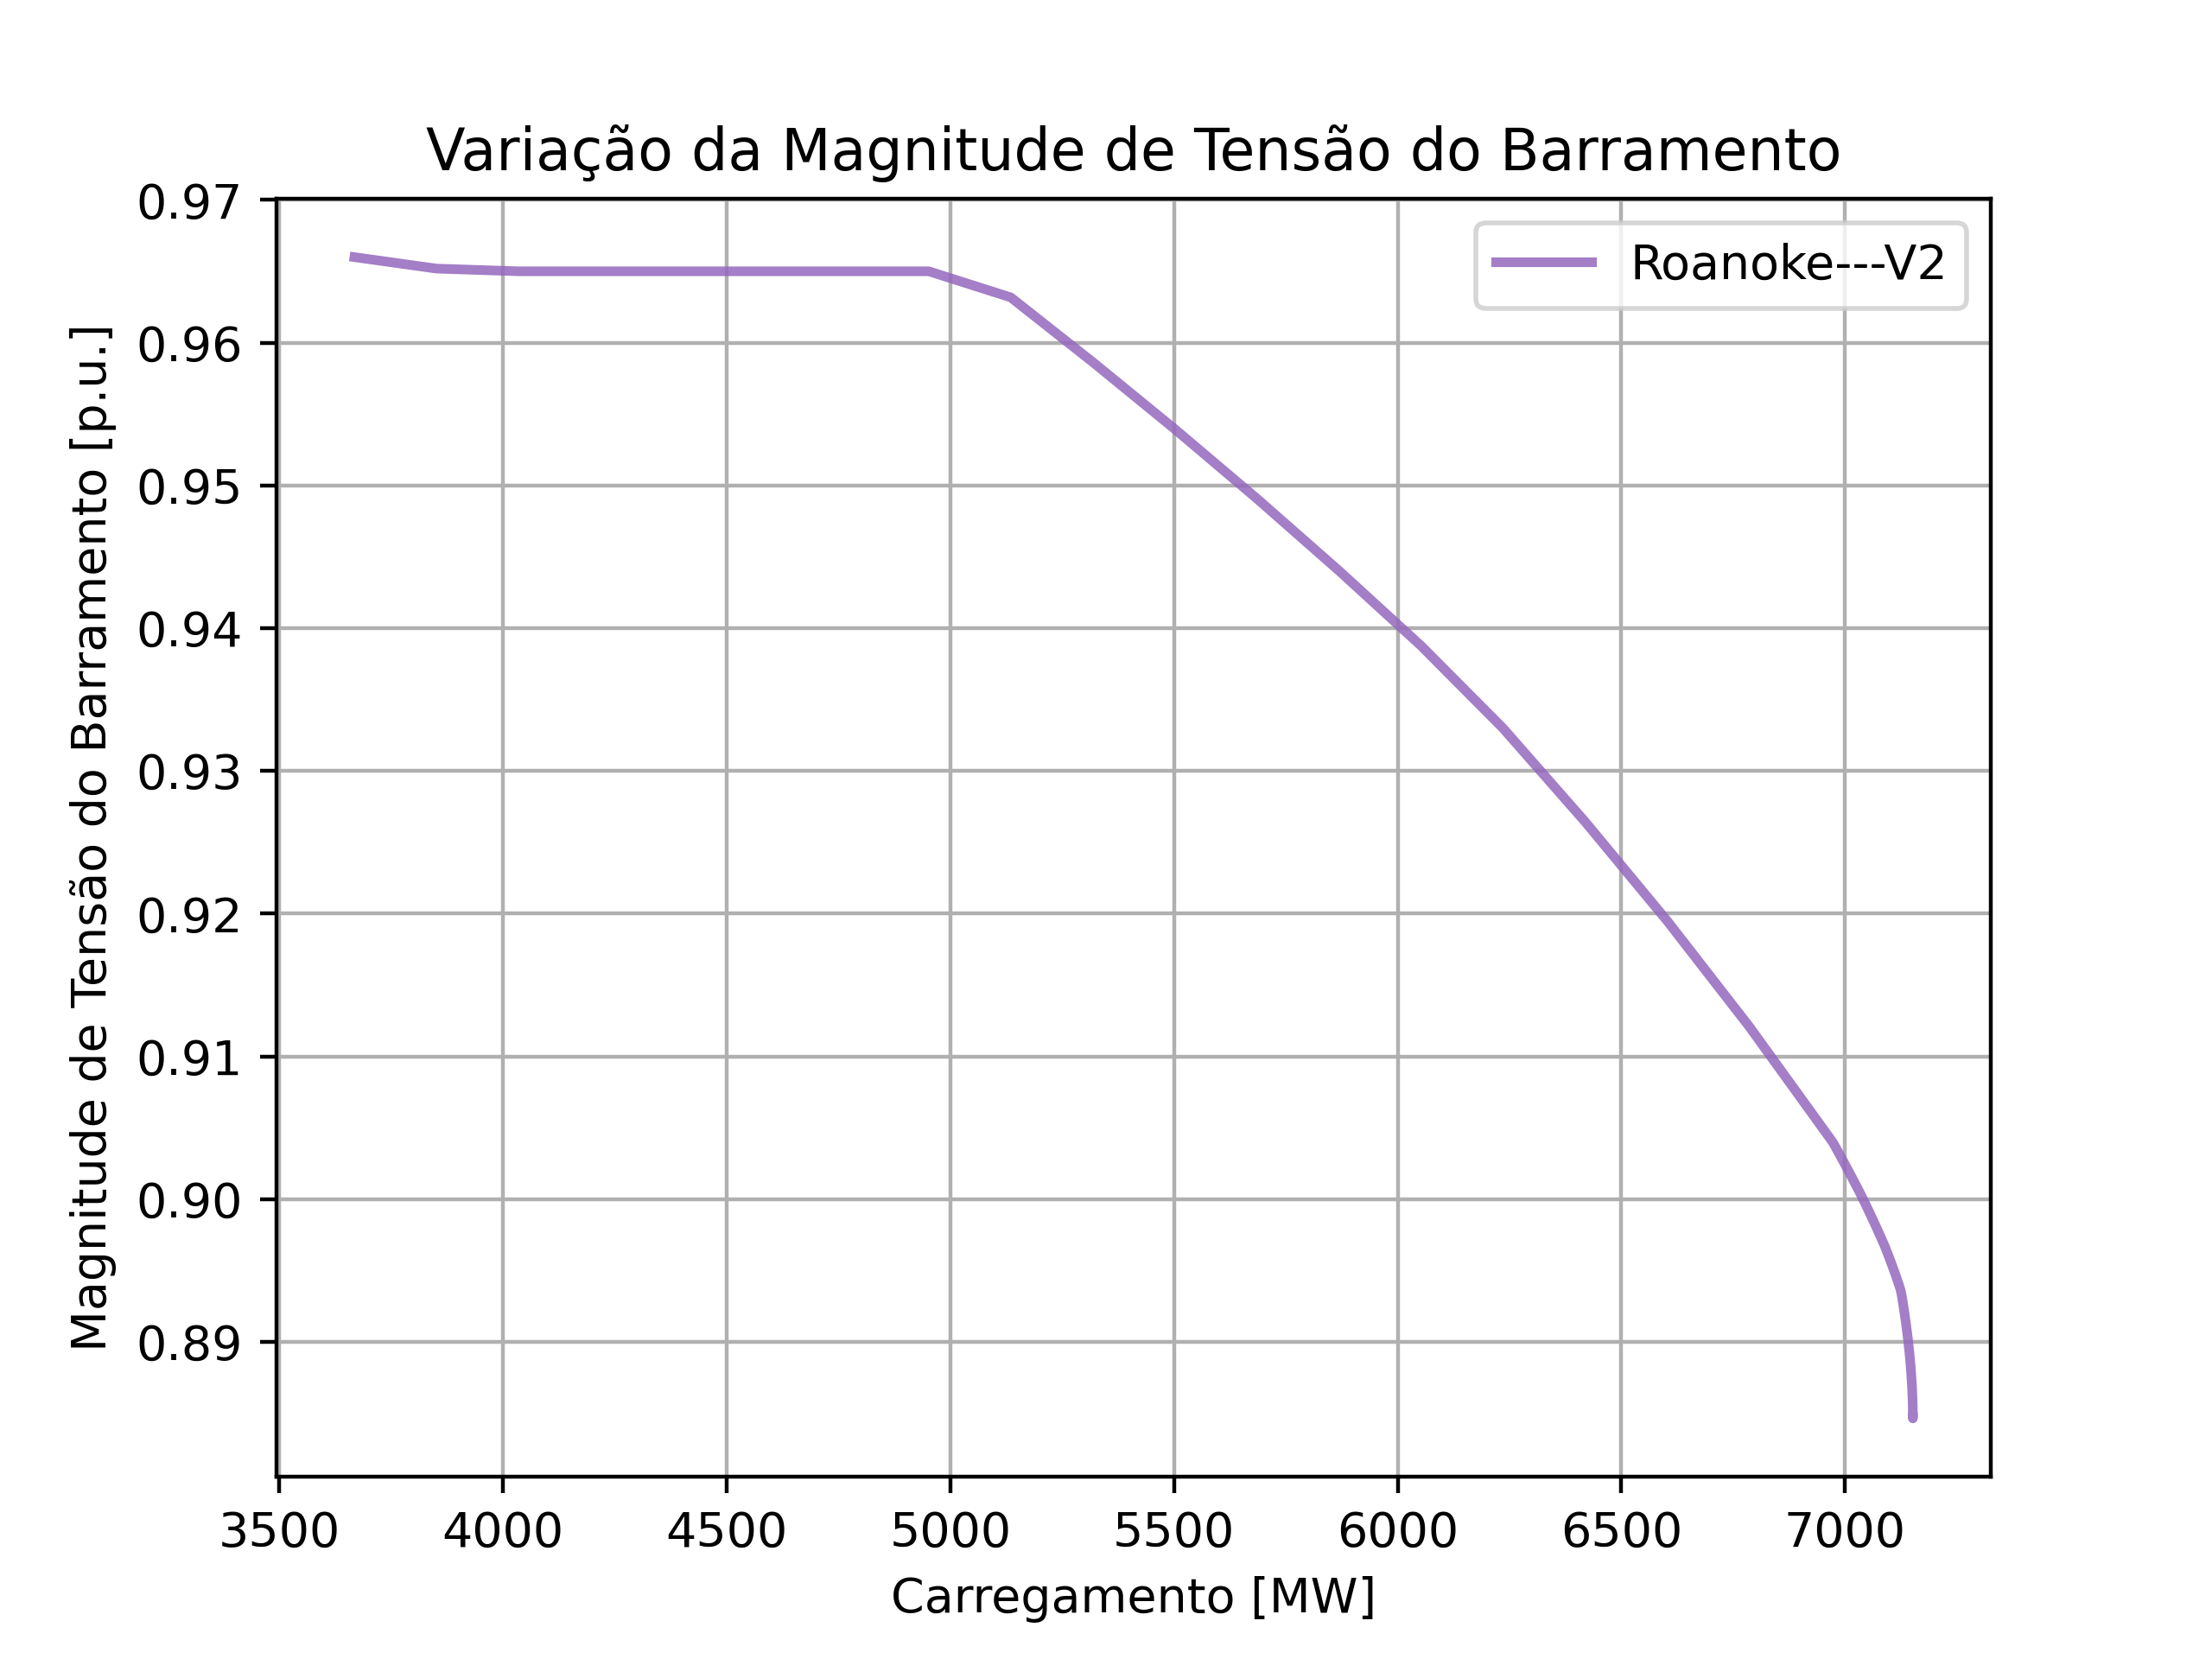 Variação da Magnitude de Tensão do Barramento
Roanoke---V2
Magnitude de Tensão do Barramento [p.u.]
0.97
0.96
0.95
0.94
0.93
0.92
0.91
0.90
0.89
3500 4000 4500 5000 5500 6000 6500 7000
Carregamento [MW]